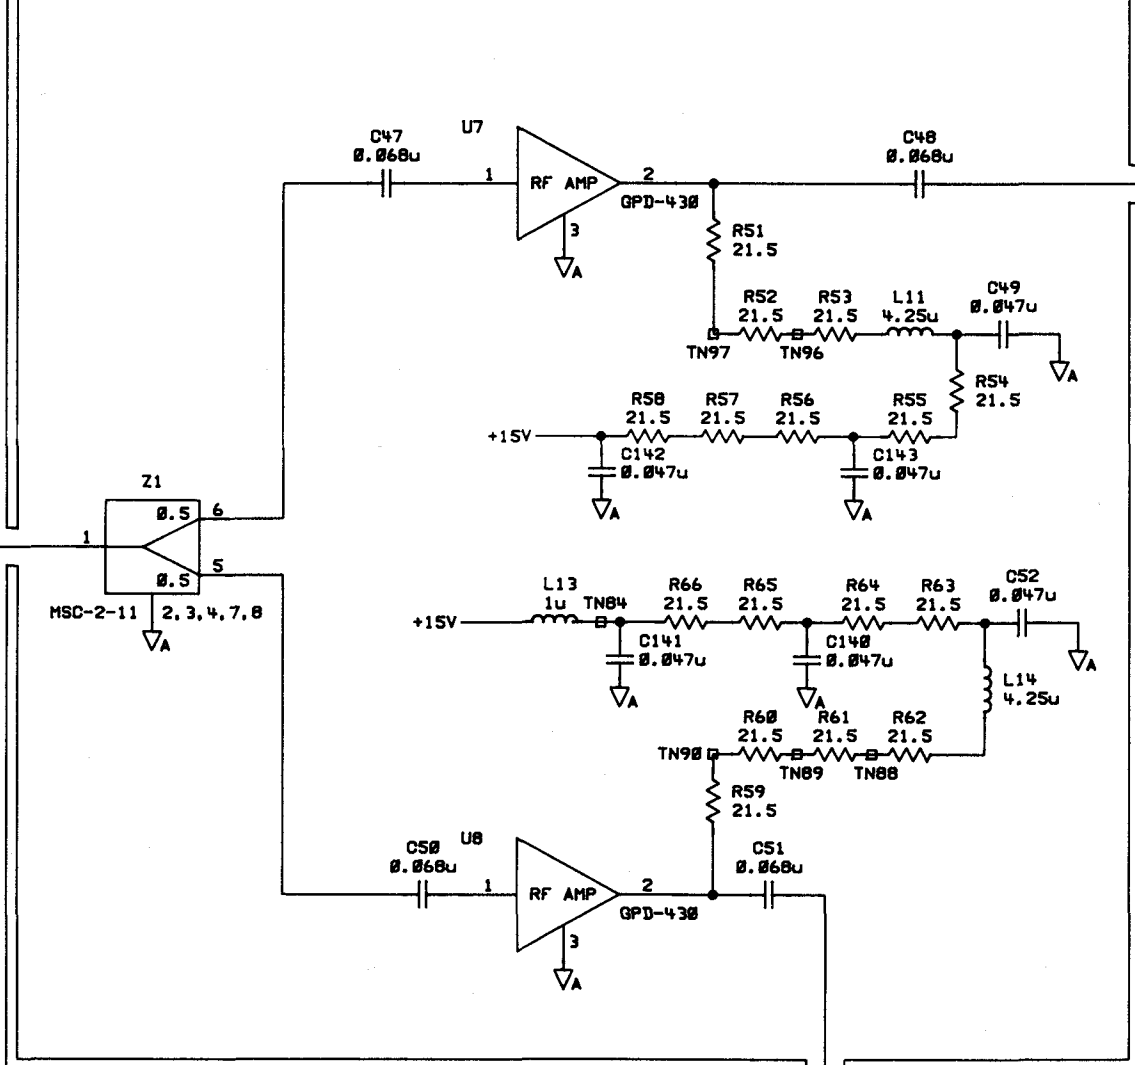 U7
C47
0.068u
C48
0.068u
1
RF AMP
2
GPD-430
3
A
R51
21.5
R52
21.5
R53
21.5
L11
4.25u
C49
0.047u
TN97
TN96
A
R54
21.5
R58
21.5
R57
21.5
R56
21.5
R55
21.5
+15V
C142
0.047u
C143
0.047u
A
A
Z1
0.5
6
1
5
0.5
MSC-2-11
2,3,4,7,8
A
L13
1u
TN84
R66
21.5
R65
21.5
R64
21.5
R63
21.5
C52
0.047u
+15V
C141
0.047u
C140
0.047u
A
A
A
L14
4.25u
R60
21.5
R61
21.5
R62
21.5
TN90
TN89
TN88
R59
21.5
U8
C50
0.068u
C51
0.068u
1
RF AMP
2
GPD-430
3
A